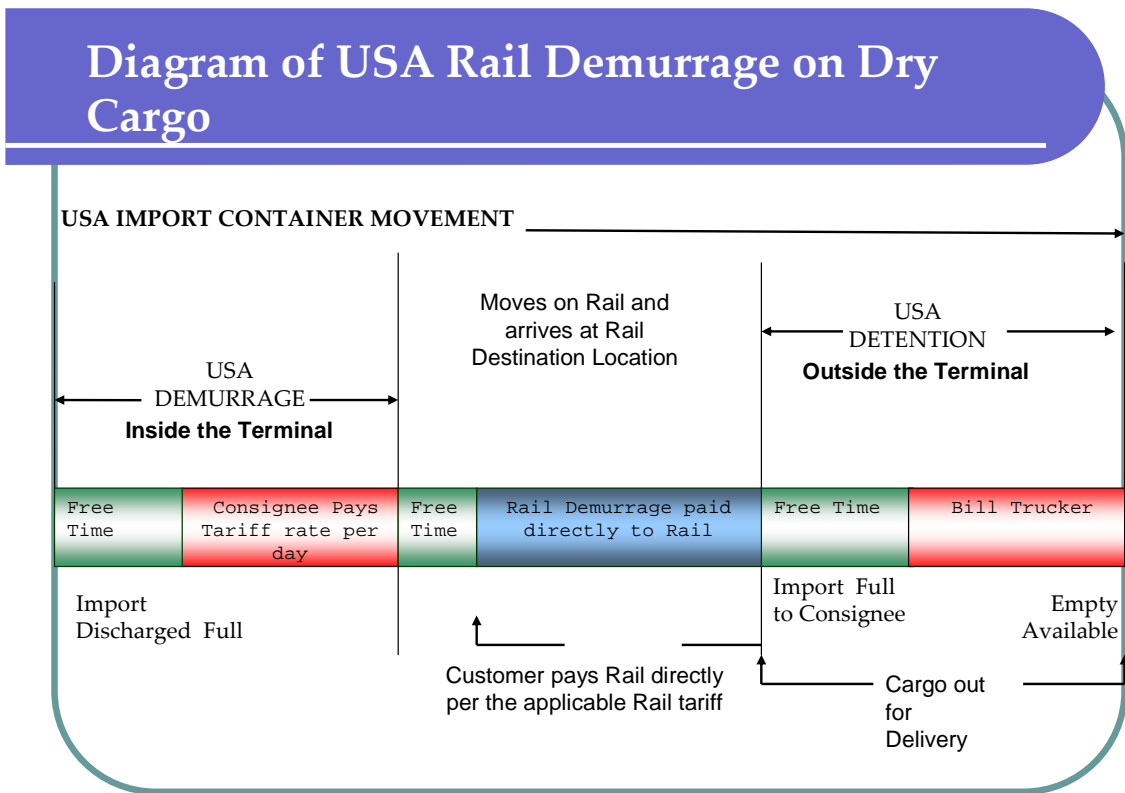 Diagram of USA Rail Demurrage on Dry
Cargo
USA IMPORT CONTAINER MOVEMENT
USA
DEMURRAGE
Inside the Terminal
Moves on Rail and
arrives at Rail
Destination Location
USA
DETENTION
Outside the Terminal
Free
Time
Consignee Pays
Tariff rate per
day
Free
Time
Rail Demurrage paid
directly to Rail
Free Time
Bill Trucker
Import
Discharged Full
Customer pays Rail directly
per the applicable Rail tariff
Import Full
to Consignee
Empty
Available
Cargo out
for
Delivery